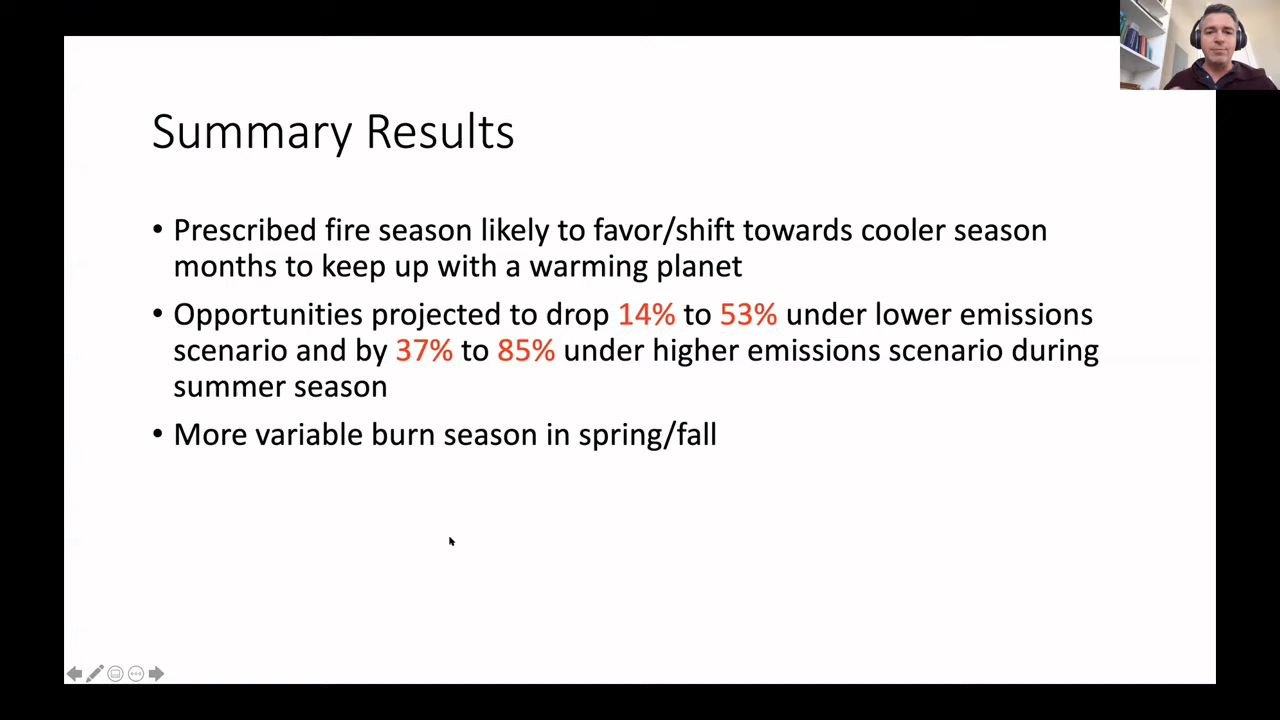 Summary Results
• Prescribed fire season likely to favor/shift towards cooler season
months to keep up with a warming planet
• Opportunities projected to drop 14% to 53% under lower emissions
scenario and by 37% to 85% under higher emissions scenario during
summer season
• More variable burn season in spring/fall